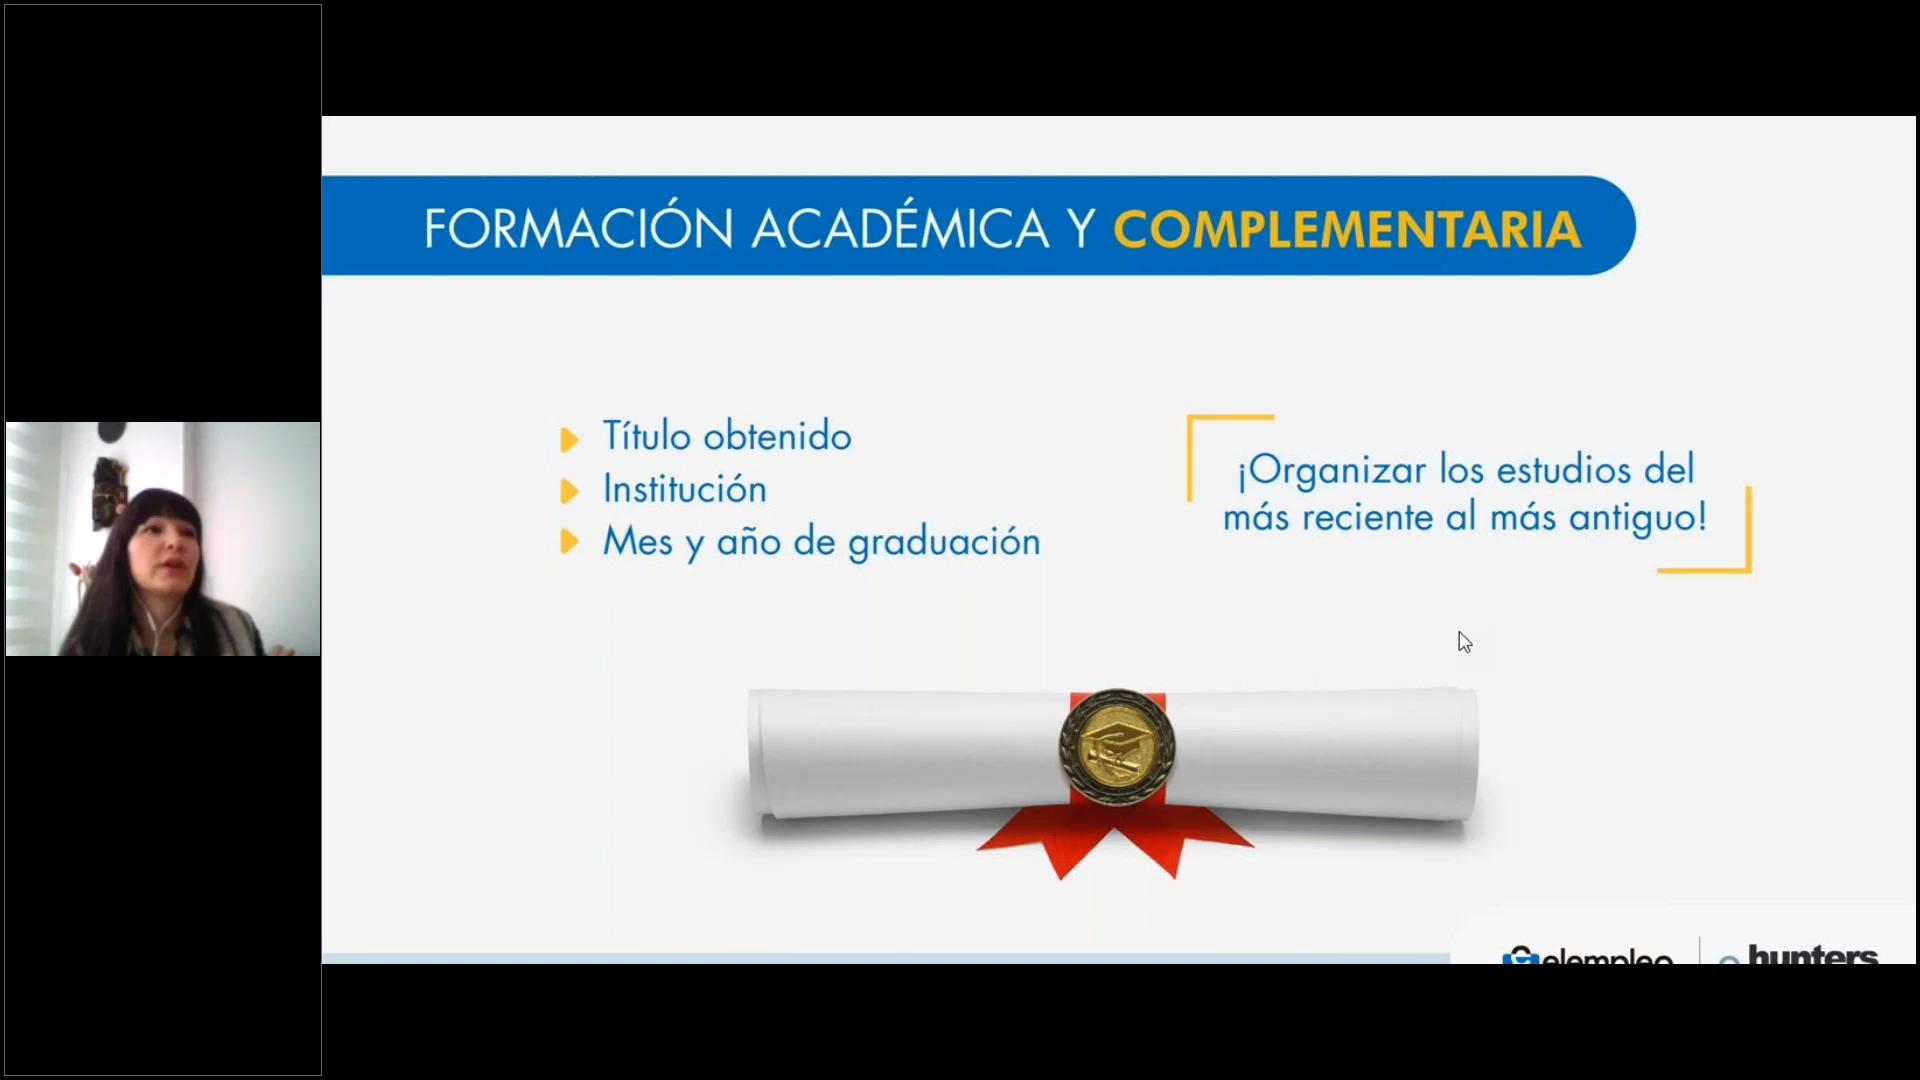 FORMACIÓN ACADÉMICA Y COMPLEMENTARIA
Título obtenido
Institución
Mes y año de graduación
¡Organizar los estudios del
más reciente al más antiguo!
elempleo
hunters